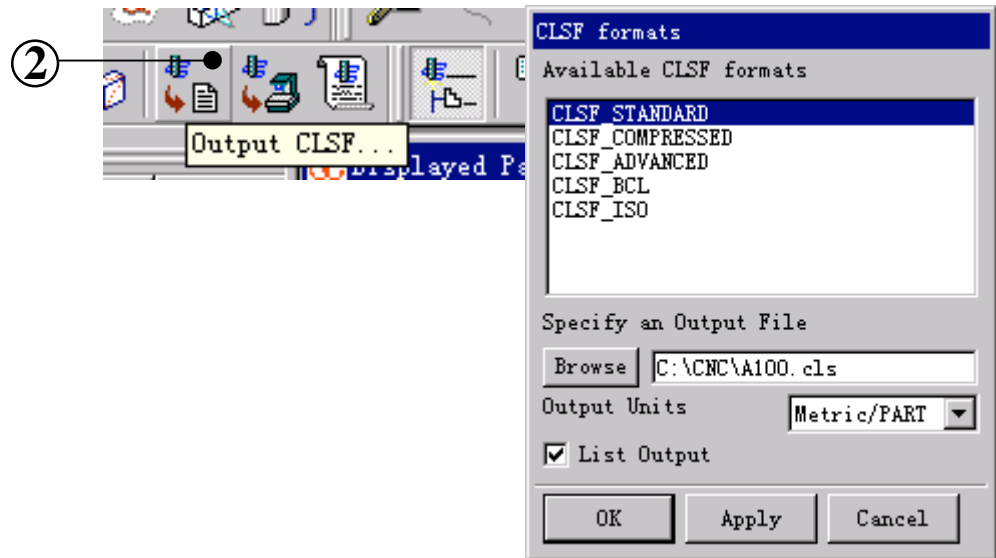 ②
Output CLSF...
Displayed Pa
CLSF formats
Available CLSF formats
CLSF_STANDARD
CLSF_COMPRESSED
CLSF_ADVANCED
CLSF_BCL
CLSF_ISO
Specify an Output File
Browse C:\CNC\A100.cls
Output Units Metric/PART
List Output
OK Apply Cancel